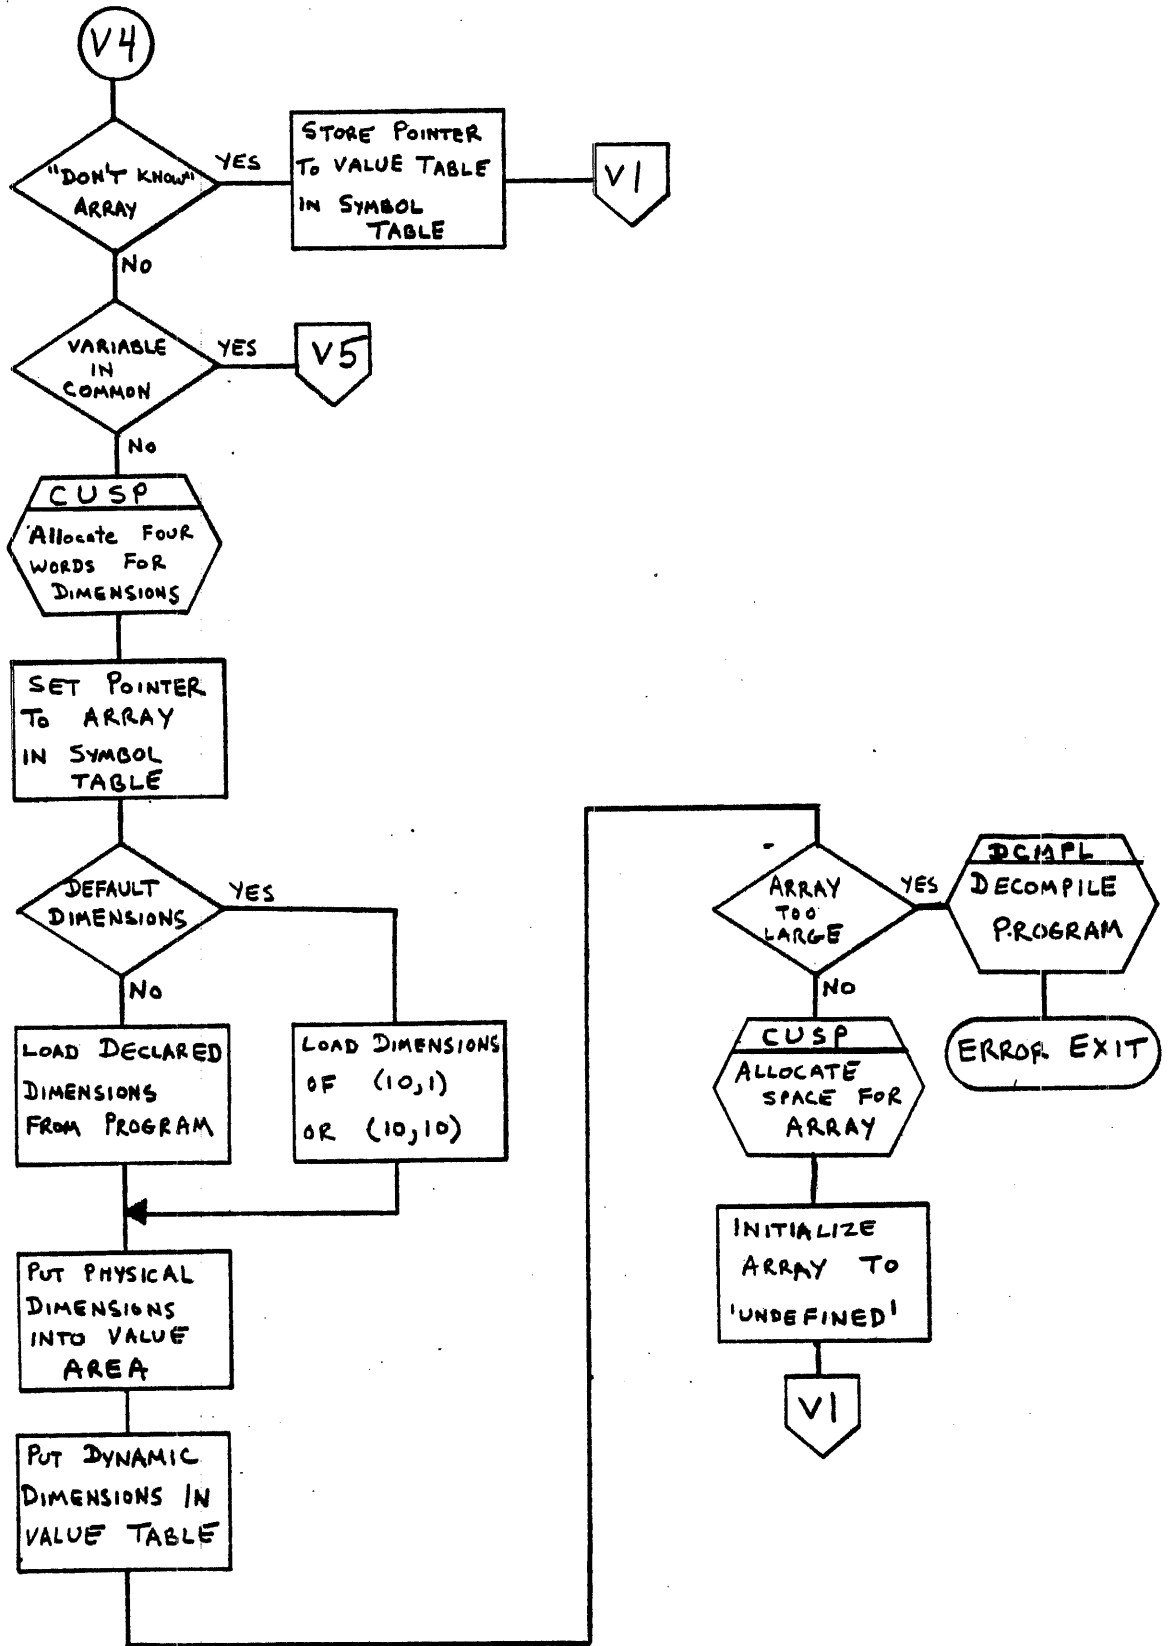 V4
"DON'T KNOW"
ARRAY
YES
STORE POINTER
TO VALUE TABLE
IN SYMBOL
TABLE
V1
NO
VARIABLE
IN
COMMON
YES
V5
NO
CUSP
Allocate FOUR
WORDS FOR
DIMENSIONS
SET POINTER
TO ARRAY
IN SYMBOL
TABLE
DEFAULT
DIMENSIONS
YES
NO
LOAD DECLARED
DIMENSIONS
FROM PROGRAM
LOAD DIMENSIONS
OF (10,1)
OR (10,10)
PUT PHYSICAL
DIMENSIONS
INTO VALUE
AREA
PUT DYNAMIC
DIMENSIONS IN
VALUE TABLE
ARRAY
TOO
LARGE
YES
DCMPL
DECOMPILE
PROGRAM
ERROR EXIT
NO
CUSP
ALLOCATE
SPACE FOR
ARRAY
INITIALIZE
ARRAY TO
'UNDEFINED'
V1